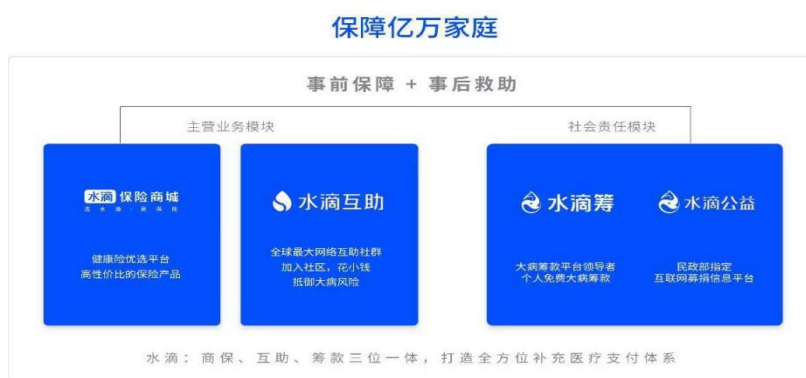 保障亿万家庭
事前保障 + 事后救助
主营业务模块
社会责任模块
水滴保险商城
健康险优选平台
高性价比的保险产品
水滴互助
全球最大网络互助社群
加入社区，花小钱
抵御大病风险
水滴筹
大病筹款平台领导者
个人免费大病筹款
水滴公益
民政部指定
互联网募捐信息平台
水滴：商保、互助、筹款三位一体，打造全方位补充医疗支付体系